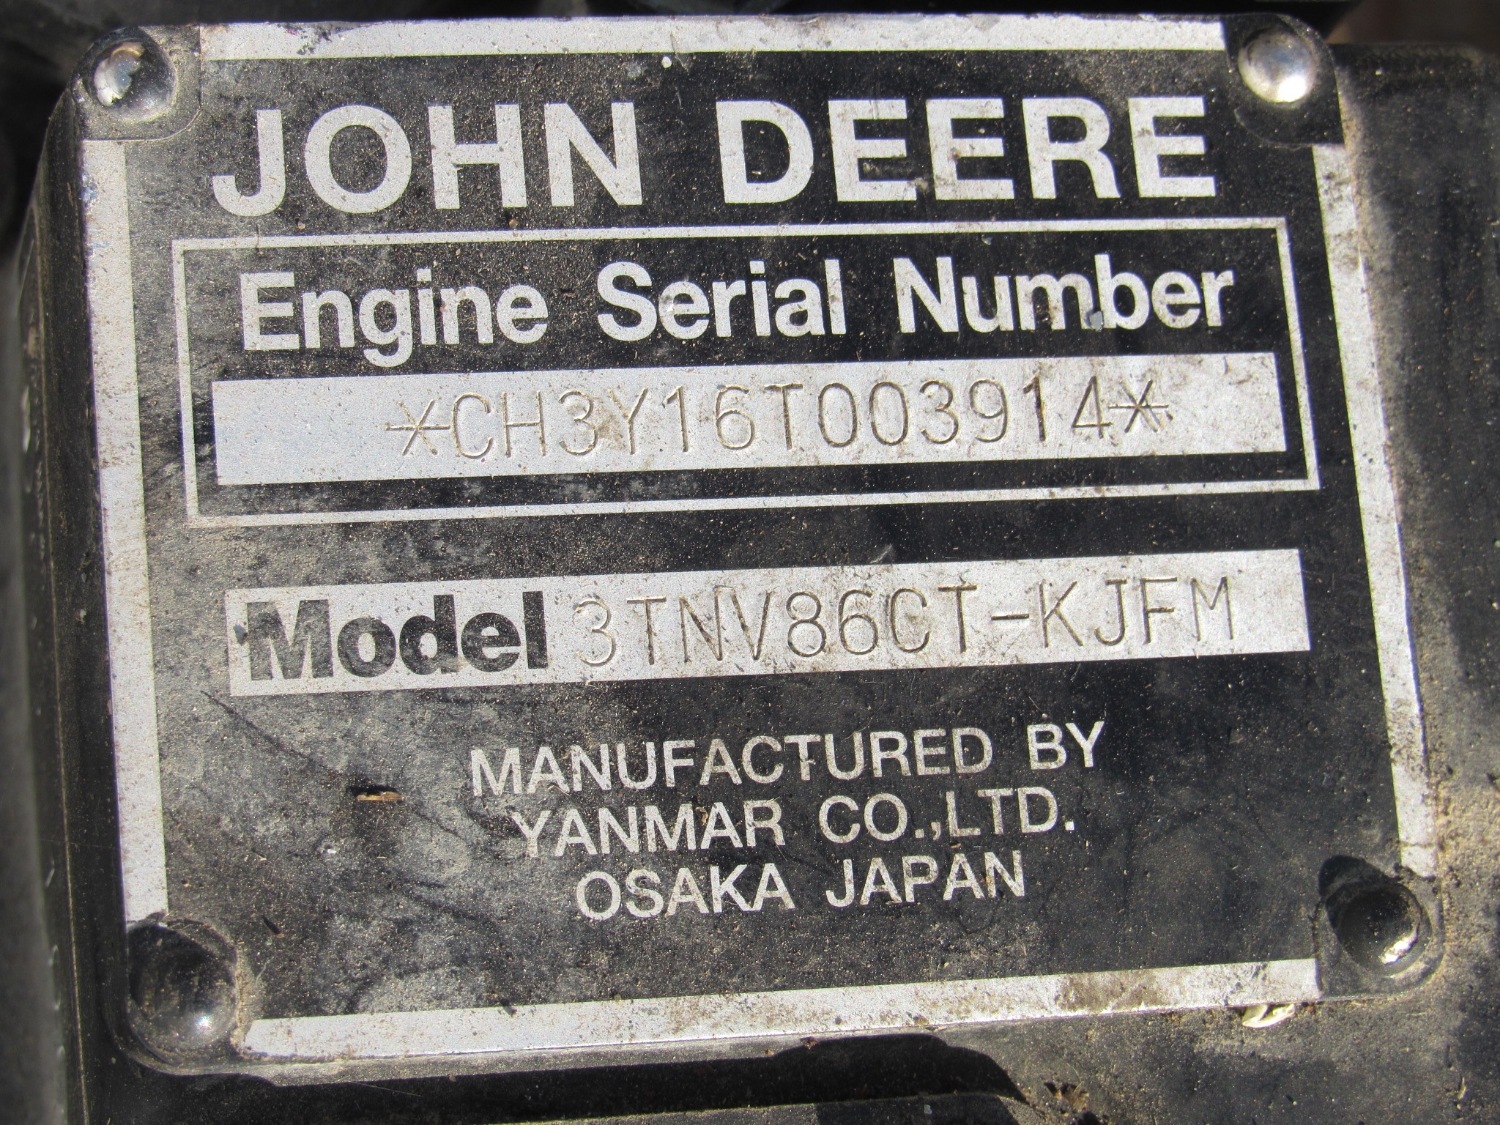 JOHN DEERE
Engine Serial Number
*CH3Y16T003914*
Model 3TNV86CT-KJFM
MANUFACTURED BY
YANMAR CO.,LTD.
OSAKA JAPAN